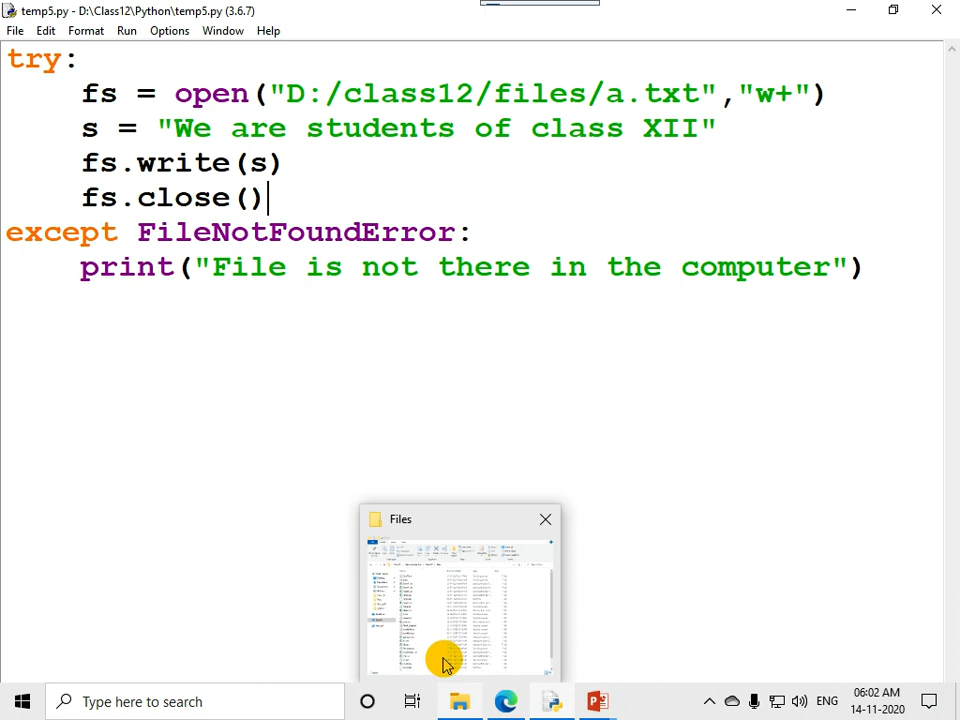 temp5.py - D:\Class12\Python\temp5.py (3.6.7)
File Edit Format Run Options Window Help
try:
    fs = open("D:/class12/files/a.txt","w+")
    s = "We are students of class XII"
    fs.write(s)
    fs.close()
except FileNotFoundError:
    print("File is not there in the computer")
Files
Type here to search
ENG
06:02 AM
14-11-2020